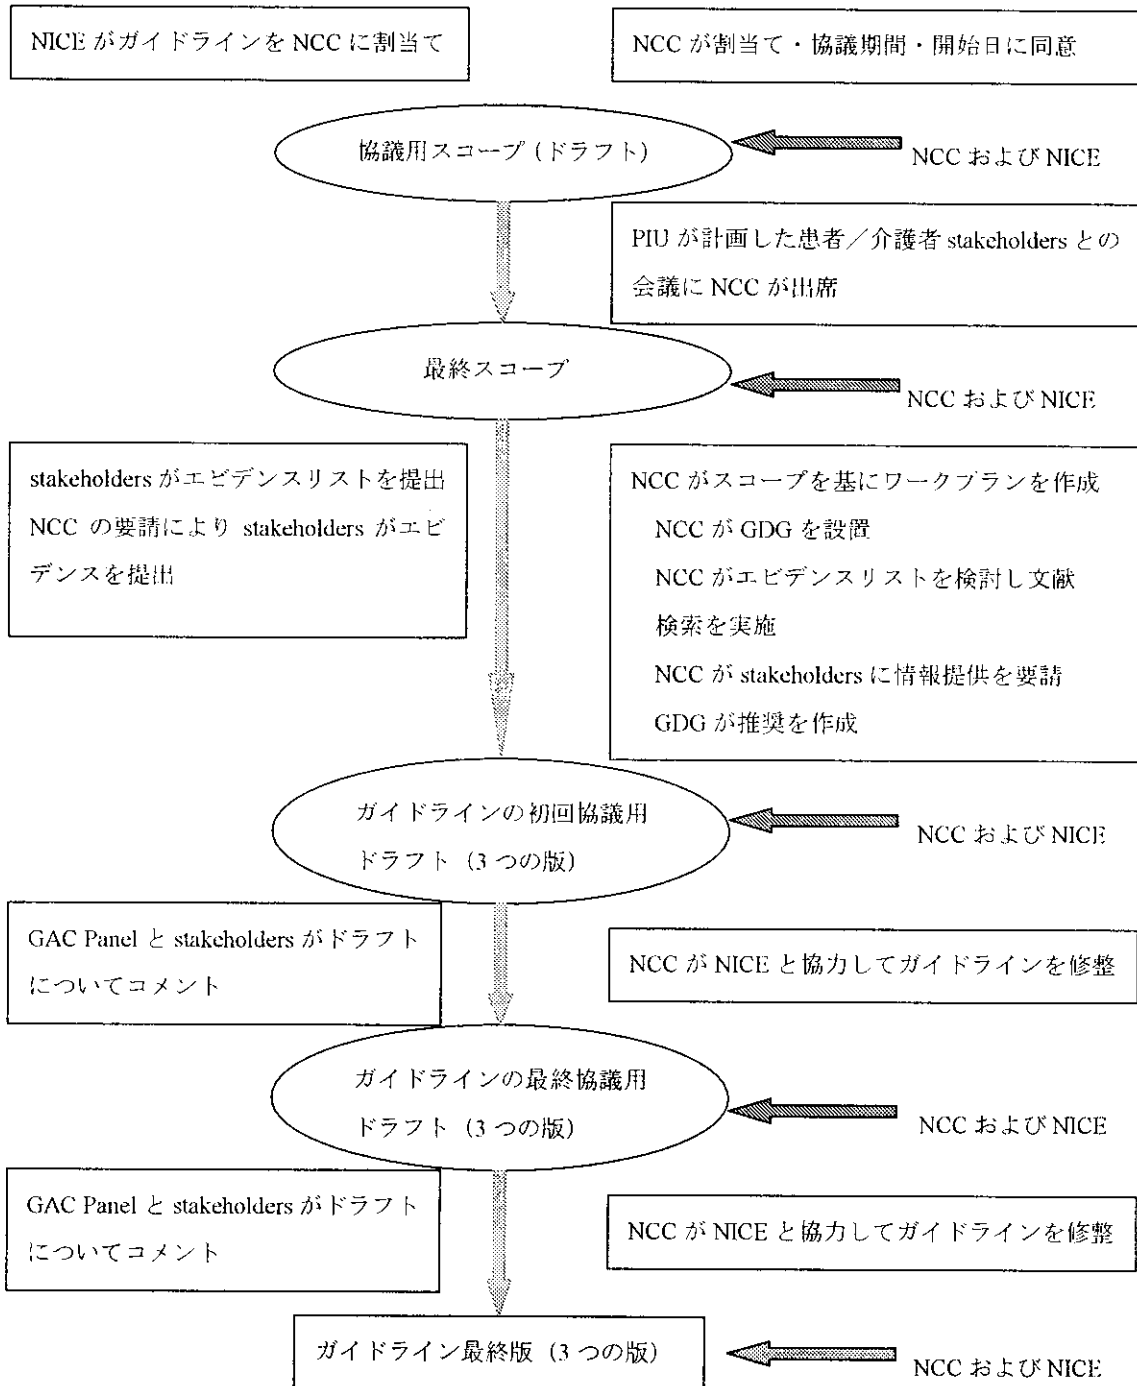 NICE がガイドラインを NCC に割当て
NCC が割当て・協議期間・開始日に同意
協議用スコープ（ドラフト）
NCC および NICE
PIU が計画した患者／介護者 stakeholders との
会議に NCC が出席
最終スコープ
NCC および NICE
stakeholders がエビデンスリストを提出
NCC の要請により stakeholders がエビ
デンスを提出
NCC がスコープを基にワークプランを作成
NCC が GDG を設置
NCC がエビデンスリストを検討し文献
検索を実施
NCC が stakeholders に情報提供を要請
GDG が推奨を作成
ガイドラインの初回協議用
ドラフト（3 つの版）
NCC および NICE
GAC Panel と stakeholders がドラフト
についてコメント
NCC が NICE と協力してガイドラインを修整
ガイドラインの最終協議用
ドラフト（3 つの版）
NCC および NICE
GAC Panel と stakeholders がドラフト
についてコメント
NCC が NICE と協力してガイドラインを修整
ガイドライン最終版（3 つの版）
NCC および NICE